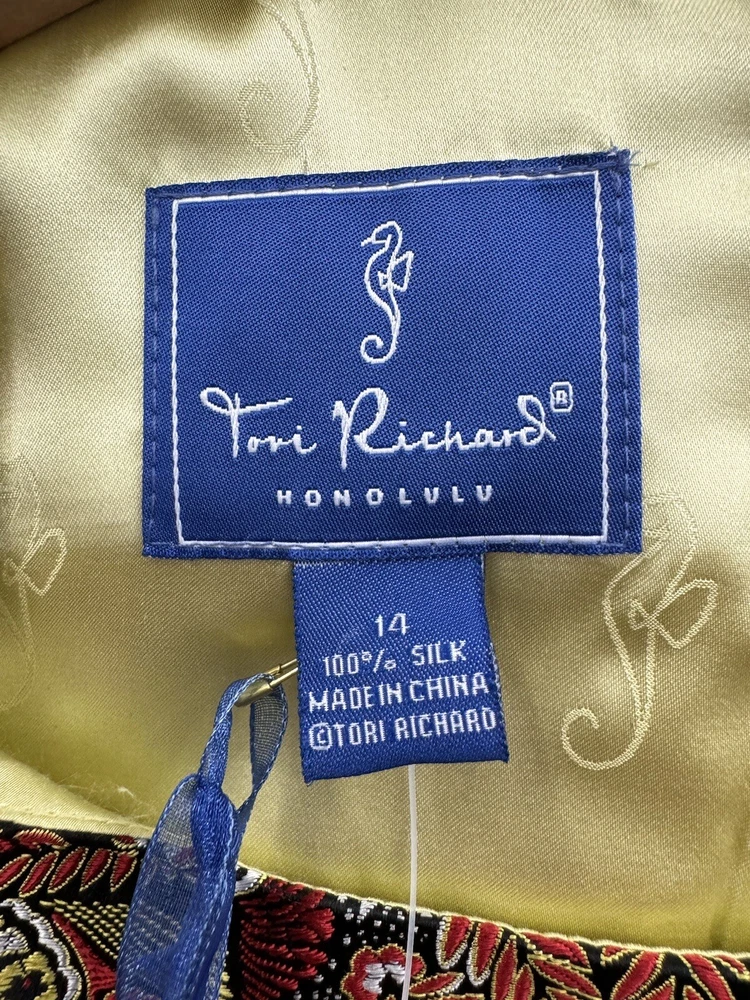 Tori Richard®
HONOLULU
14
100% SILK
MADE IN CHINA
©TORI RICHARD